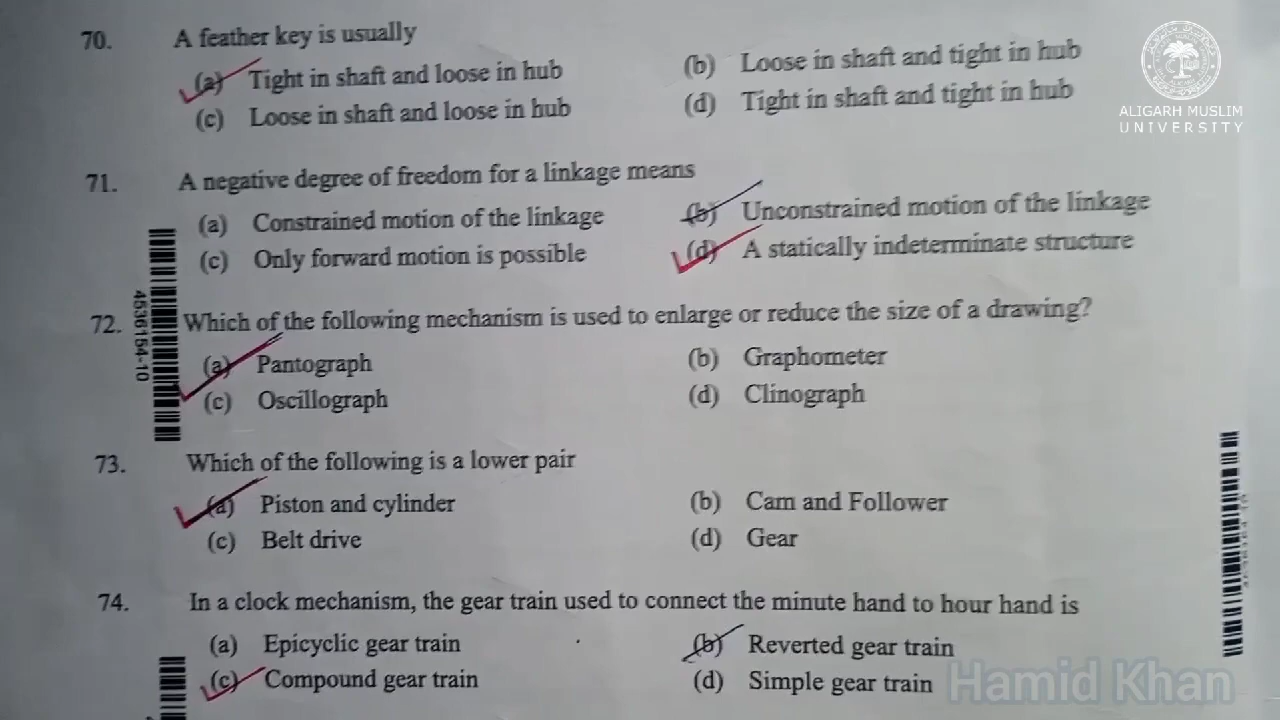 70. A feather key is usually
(a) Tight in shaft and loose in hub (b) Loose in shaft and tight in hub
(c) Loose in shaft and loose in hub (d) Tight in shaft and tight in hub
ALIGARH MUSLIM
UNIVERSITY
71. A negative degree of freedom for a linkage means
(a) Constrained motion of the linkage (b) Unconstrained motion of the linkage
(c) Only forward motion is possible (d) A statically indeterminate structure
4536154-10
72. Which of the following mechanism is used to enlarge or reduce the size of a drawing?
(a) Pantograph (b) Graphometer
(c) Oscillograph (d) Clinograph
73. Which of the following is a lower pair
(a) Piston and cylinder (b) Cam and Follower
(c) Belt drive (d) Gear
74. In a clock mechanism, the gear train used to connect the minute hand to hour hand is
(a) Epicyclic gear train (b) Reverted gear train
(c) Compound gear train (d) Simple gear train
Hamid Khan